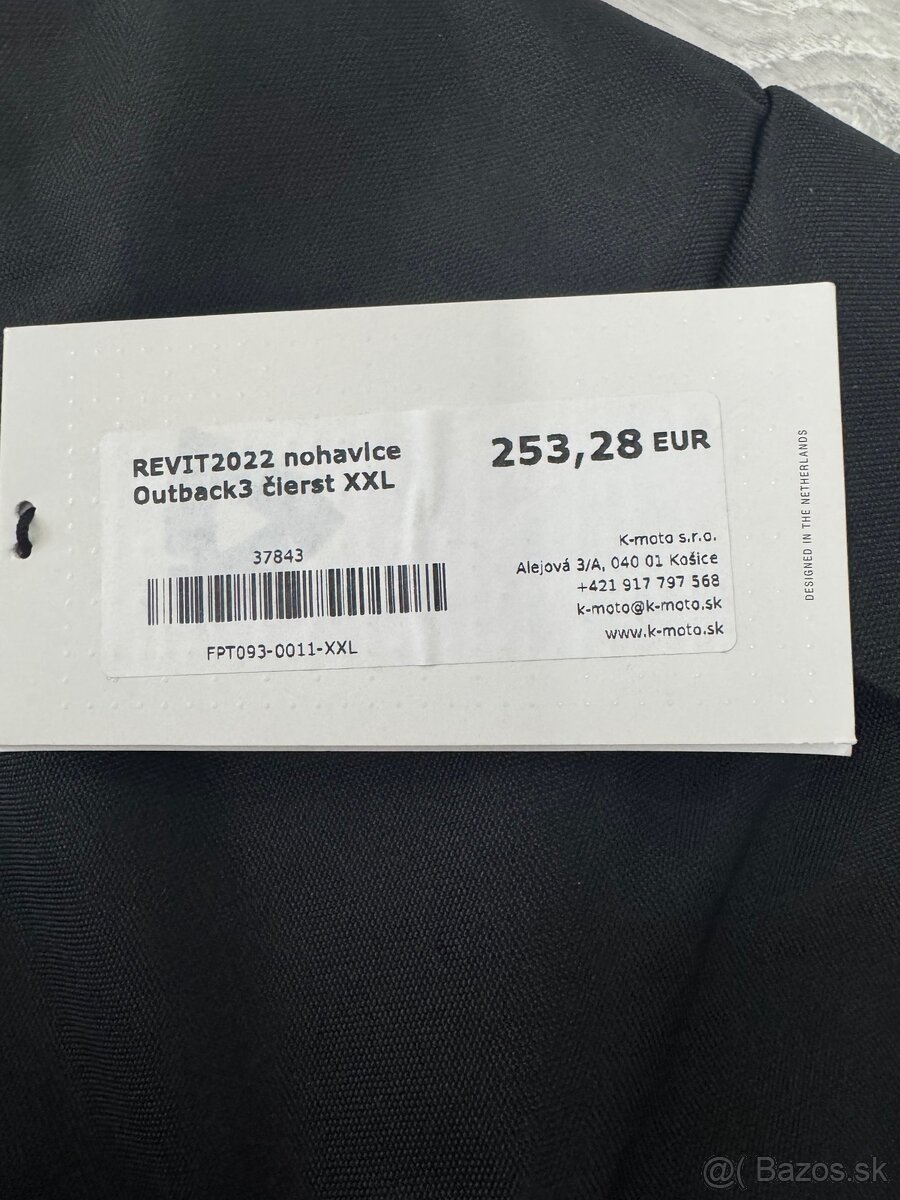 REVIT2022 nohavice
Outback3 čierst XXL
253,28 EUR
37843
FPT093-0011-XXL
K-moto s.r.o.
Alejová 3/A, 040 01 Košice
+421 917 797 568
k-moto@k-moto.sk
www.k-moto.sk
DESIGNED IN THE NETHERLANDS
@( Bazos.sk